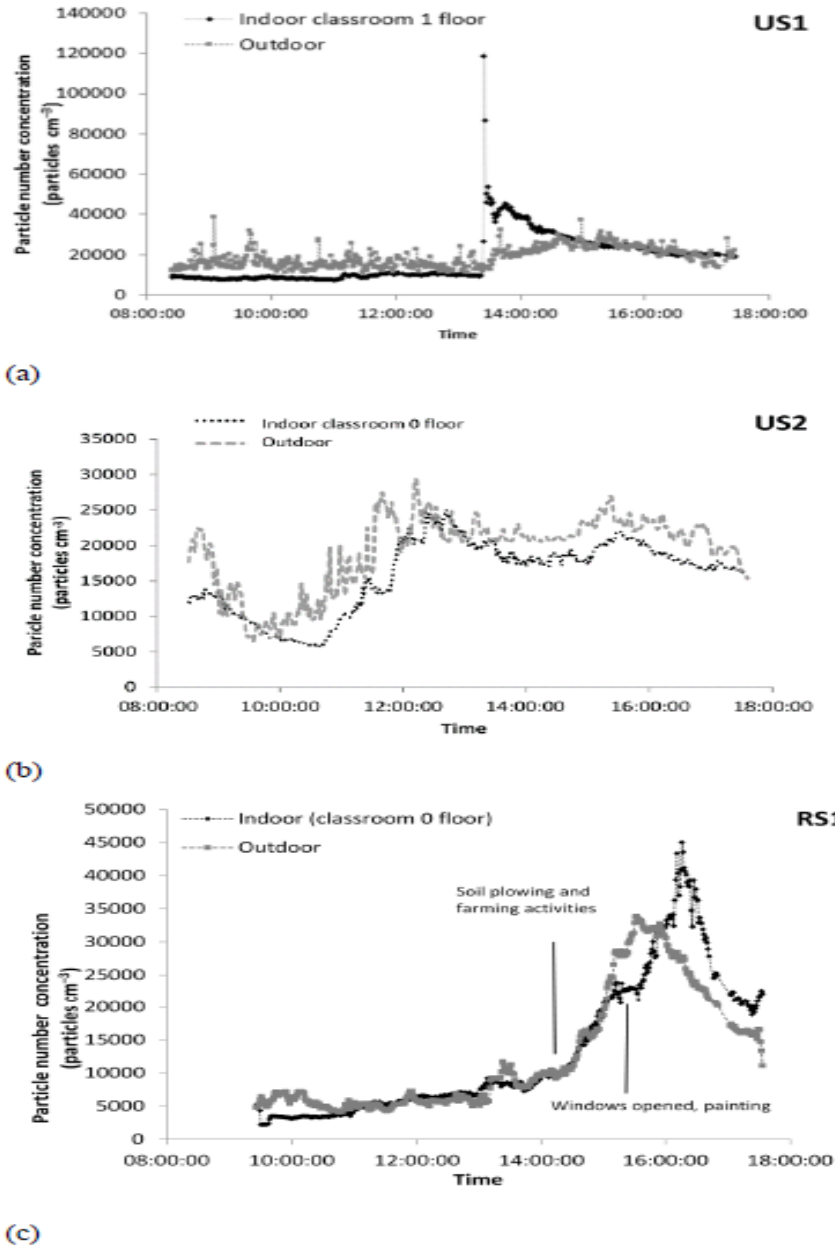 Indoor classroom 1 floor
Outdoor
US1
Particle number concentration
(particles cm⁻³)
140000
120000
100000
80000
60000
40000
20000
0
08:00:00 10:00:00 12:00:00 14:00:00 16:00:00 18:00:00
Time
(a)
Indoor classroom 0 floor
Outdoor
US2
Paricle number concentration
(particles cm⁻³)
35000
30000
25000
20000
15000
10000
5000
0
08:00:00 10:00:00 12:00:00 14:00:00 16:00:00 18:00:00
Time
(b)
Indoor (classroom 0 floor)
Outdoor
RS1
Particle number concentration
(particles cm⁻³)
50000
45000
40000
35000
30000
25000
20000
15000
10000
5000
0
Soil plowing and
farming activities
Windows opened, painting
08:00:00 10:00:00 12:00:00 14:00:00 16:00:00 18:00:00
Time
(c)